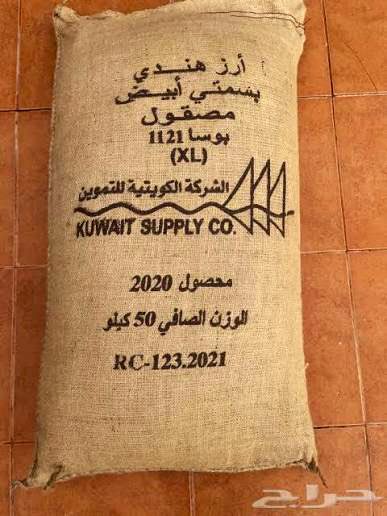 أرز هندي
بسمتي أبيض
مصقول
بوسا 1121
(XL)
الشركة الكويتية للتموين
KUWAIT SUPPLY CO.
محصول 2020
الوزن الصافي 50 كيلو
RC-123.2021
حراج